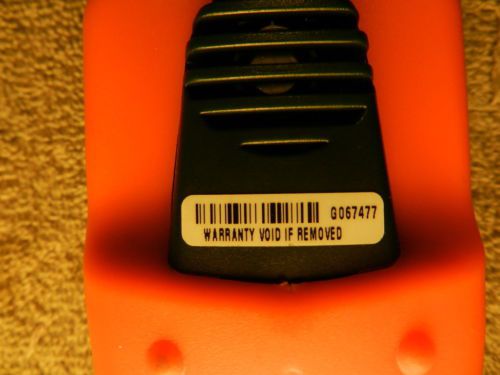 G067477
WARRANTY VOID IF REMOVED